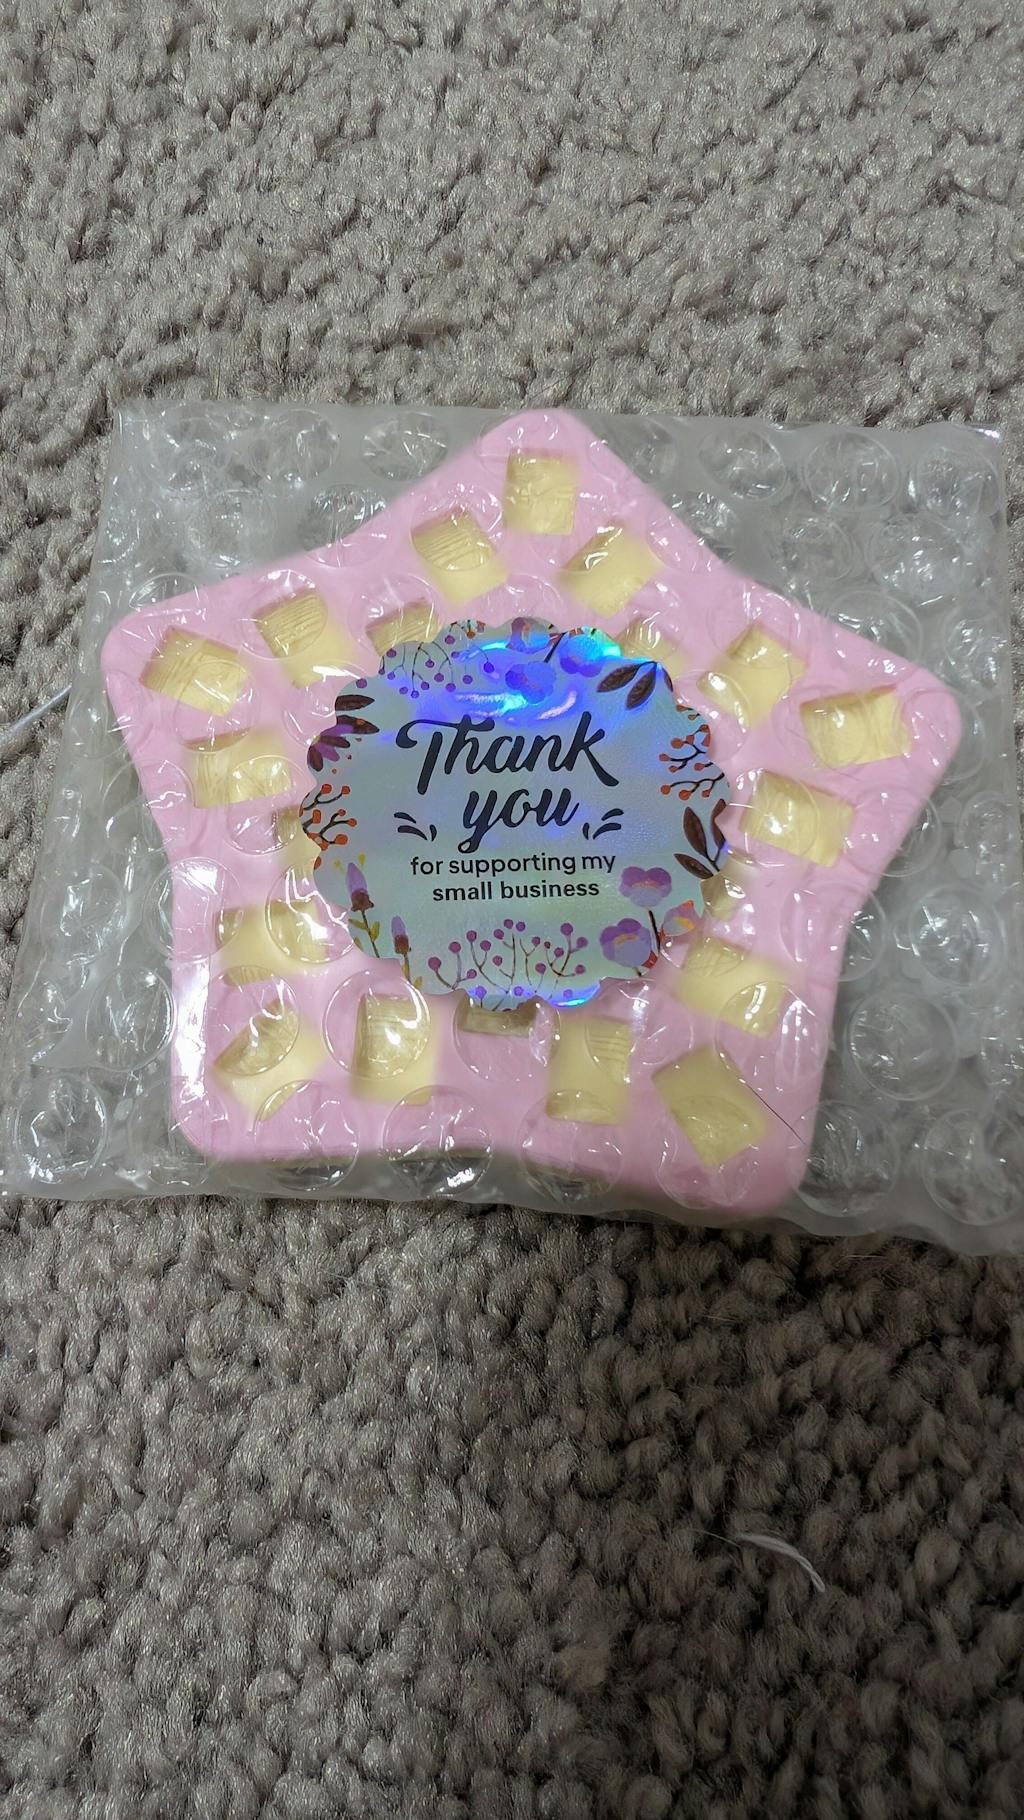 Thank
you
for supporting my
small business